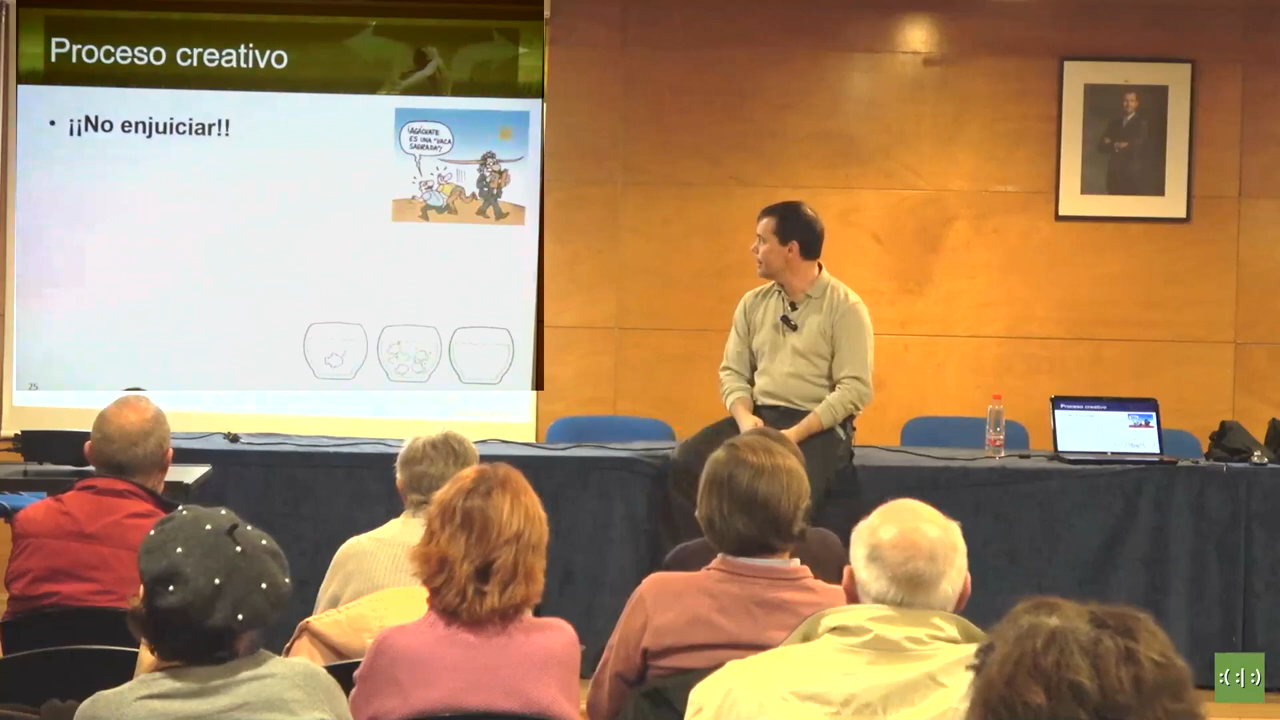 Proceso creativo
• ¡¡No enjuiciar!!
¡AGÁCHATE
ES UNA "VACA
SAGRADA"!
25
Proceso creativo
:( :| :)